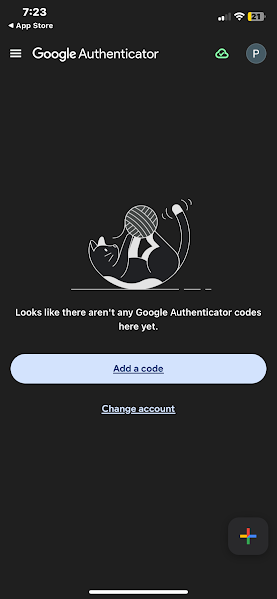 7:23
21
◀ App Store
Google Authenticator
P
Looks like there aren't any Google Authenticator codes
here yet.
Add a code
Change account